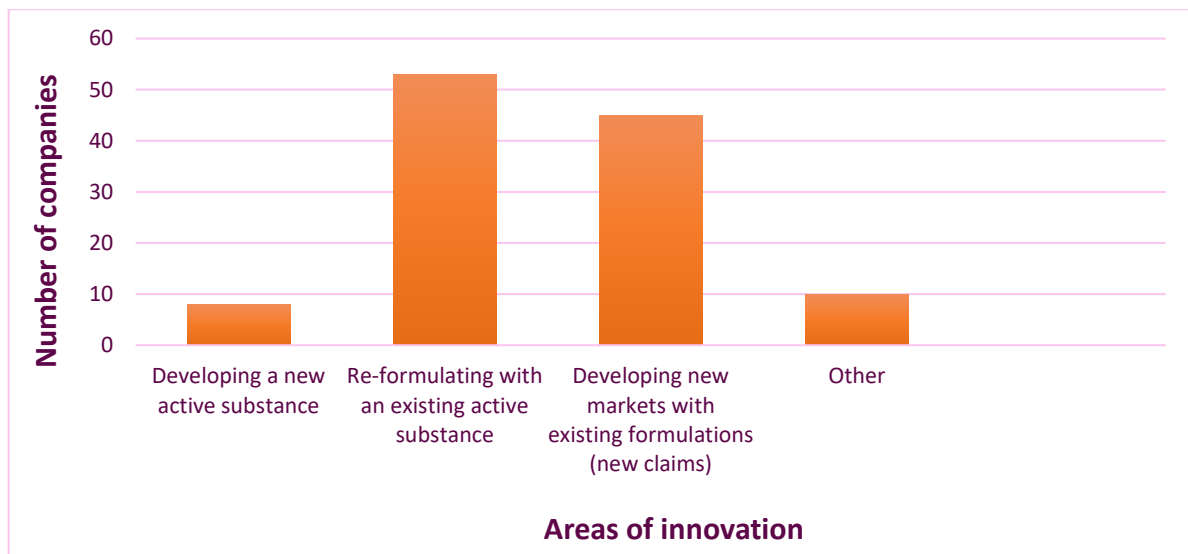 Number of companies
60
50
40
30
20
10
0
Developing a new
active substance
Re-formulating with
an existing active
substance
Developing new
markets with
existing formulations
(new claims)
Other
Areas of innovation